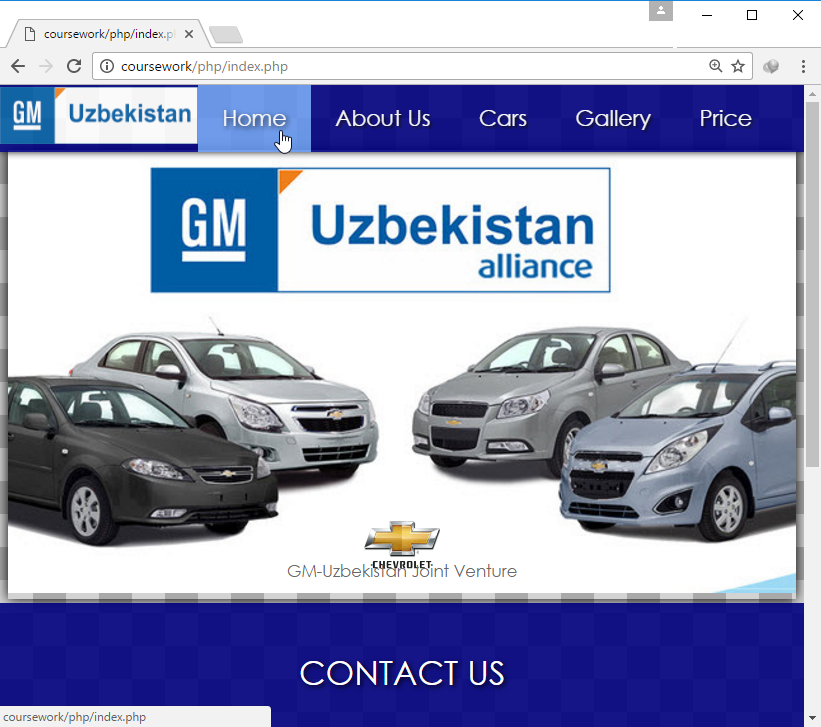 coursework/php/index.p
coursework/php/index.php
GM Uzbekistan Home About Us Cars Gallery Price
GM Uzbekistan
alliance
CHEVROLET
GM-Uzbekistan Joint Venture
CONTACT US
coursework/php/index.php